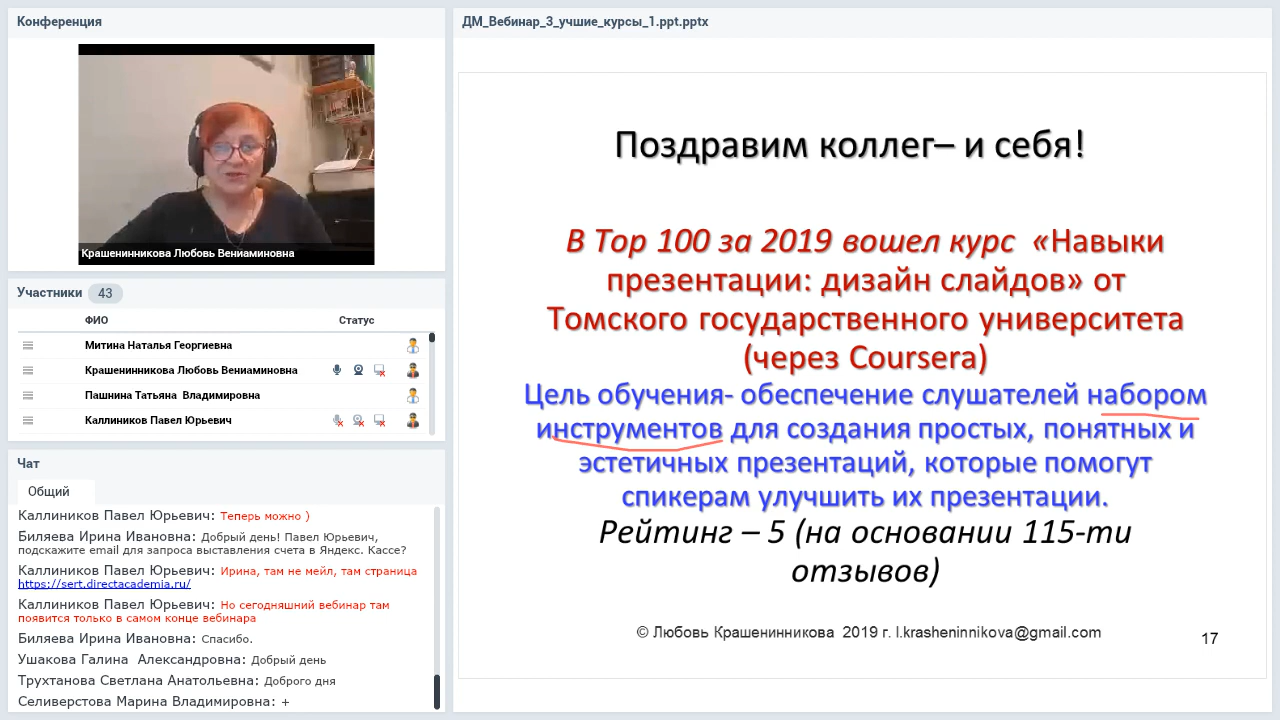 Конференция
Крашенинникова Любовь Вениаминовна
Участники 43
ФИО Статус
Митина Наталья Георгиевна
Крашенинникова Любовь Вениаминовна
Пашнина Татьяна Владимировна
Каллиников Павел Юрьевич
Чат
Общий
Каллиников Павел Юрьевич: Теперь можно )
Биляева Ирина Ивановна: Добрый день! Павел Юрьевич,
подскажите email для запроса выставления счета в Яндекс. Кассе?
Каллиников Павел Юрьевич: Ирина, там не мейл, там страница
https://sert.directacademia.ru/
Каллиников Павел Юрьевич: Но сегодняшний вебинар там
появится только в самом конце вебинара
Биляева Ирина Ивановна: Спасибо.
Ушакова Галина Александровна: Добрый день
Трухтанова Светлана Анатольевна: Доброго дня
Селиверстова Марина Владимировна: +
ДМ_Вебинар_3_учшие_курсы_1.ppt.pptx
Поздравим коллег– и себя!
В Top 100 за 2019 вошел курс «Навыки
презентации: дизайн слайдов» от
Томского государственного университета
(через Coursera)
Цель обучения- обеспечение слушателей набором
инструментов для создания простых, понятных и
эстетичных презентаций, которые помогут
спикерам улучшить их презентации.
Рейтинг – 5 (на основании 115-ти
отзывов)
© Любовь Крашенинникова 2019 г. l.krasheninnikova@gmail.com
17